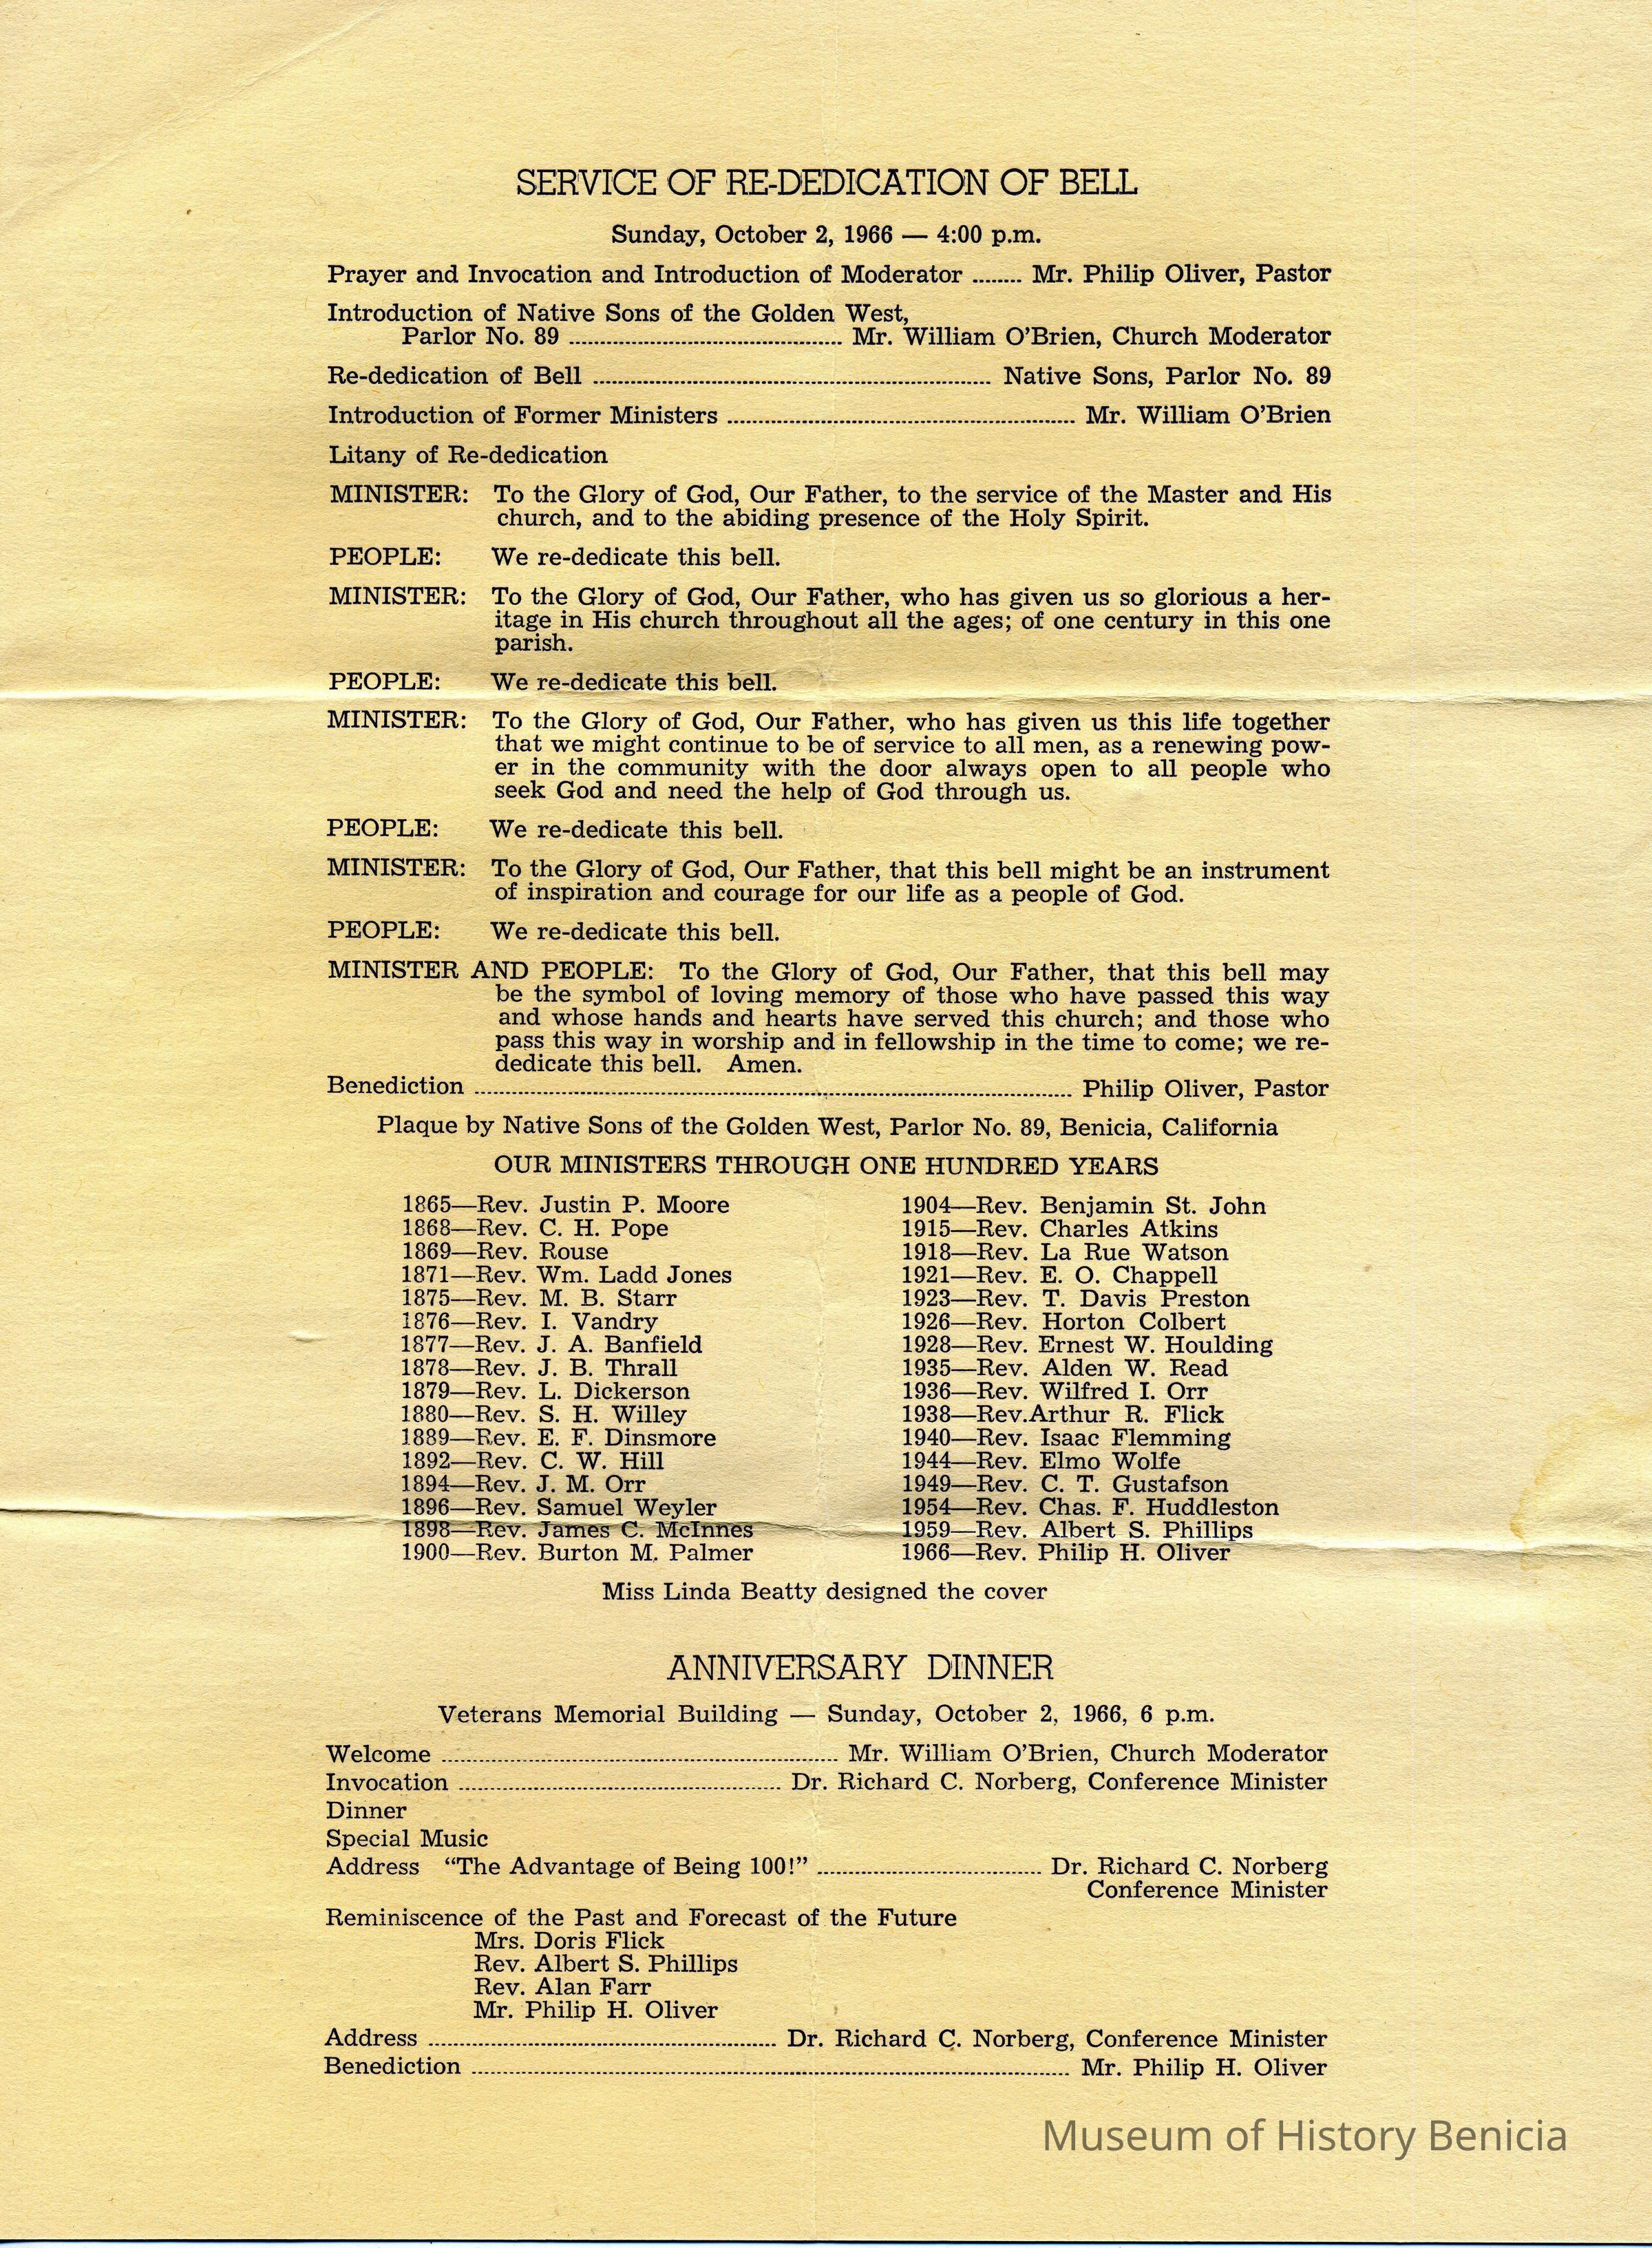 SERVICE OF RE-DEDICATION OF BELL
Sunday, October 2, 1966 — 4:00 p.m.
Prayer and Invocation and Introduction of Moderator ........ Mr. Philip Oliver, Pastor
Introduction of Native Sons of the Golden West,
Parlor No. 89 ........................................... Mr. William O'Brien, Church Moderator
Re-dedication of Bell ............................................................... Native Sons, Parlor No. 89
Introduction of Former Ministers ....................................................... Mr. William O'Brien
Litany of Re-dedication
MINISTER: To the Glory of God, Our Father, to the service of the Master and His
church, and to the abiding presence of the Holy Spirit.
PEOPLE: We re-dedicate this bell.
MINISTER: To the Glory of God, Our Father, who has given us so glorious a her-
itage in His church throughout all the ages; of one century in this one
parish.
PEOPLE: We re-dedicate this bell.
MINISTER: To the Glory of God, Our Father, who has given us this life together
that we might continue to be of service to all men, as a renewing pow-
er in the community with the door always open to all people who
seek God and need the help of God through us.
PEOPLE: We re-dedicate this bell.
MINISTER: To the Glory of God, Our Father, that this bell might be an instrument
of inspiration and courage for our life as a people of God.
PEOPLE: We re-dedicate this bell.
MINISTER AND PEOPLE: To the Glory of God, Our Father, that this bell may
be the symbol of loving memory of those who have passed this way
and whose hands and hearts have served this church; and those who
pass this way in worship and in fellowship in the time to come; we re-
dedicate this bell. Amen.
Benediction ............................................................................................... Philip Oliver, Pastor
Plaque by Native Sons of the Golden West, Parlor No. 89, Benicia, California
OUR MINISTERS THROUGH ONE HUNDRED YEARS
1865—Rev. Justin P. Moore
1868—Rev. C. H. Pope
1869—Rev. Rouse
1871—Rev. Wm. Ladd Jones
1875—Rev. M. B. Starr
1876—Rev. I. Vandry
1877—Rev. J. A. Banfield
1878—Rev. J. B. Thrall
1879—Rev. L. Dickerson
1880—Rev. S. H. Willey
1889—Rev. E. F. Dinsmore
1892—Rev. C. W. Hill
1894—Rev. J. M. Orr
1896—Rev. Samuel Weyler
1898—Rev. James C. McInnes
1900—Rev. Burton M. Palmer
1904—Rev. Benjamin St. John
1915—Rev. Charles Atkins
1918—Rev. La Rue Watson
1921—Rev. E. O. Chappell
1923—Rev. T. Davis Preston
1926—Rev. Horton Colbert
1928—Rev. Ernest W. Houlding
1935—Rev. Alden W. Read
1936—Rev. Wilfred I. Orr
1938—Rev.Arthur R. Flick
1940—Rev. Isaac Flemming
1944—Rev. Elmo Wolfe
1949—Rev. C. T. Gustafson
1954—Rev. Chas. F. Huddleston
1959—Rev. Albert S. Phillips
1966—Rev. Philip H. Oliver
Miss Linda Beatty designed the cover
ANNIVERSARY DINNER
Veterans Memorial Building — Sunday, October 2, 1966, 6 p.m.
Welcome ............................................................... Mr. William O'Brien, Church Moderator
Invocation ................................................... Dr. Richard C. Norberg, Conference Minister
Dinner
Special Music
Address "The Advantage of Being 100!" .................................... Dr. Richard C. Norberg
Conference Minister
Reminiscence of the Past and Forecast of the Future
Mrs. Doris Flick
Rev. Albert S. Phillips
Rev. Alan Farr
Mr. Philip H. Oliver
Address ....................................................... Dr. Richard C. Norberg, Conference Minister
Benediction ............................................................................................... Mr. Philip H. Oliver
Museum of History Benicia